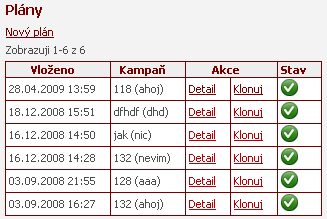 Plány
Nový plán
Zobrazuji 1-6 z 6
Vloženo Kampaň Akce Stav
28.04.2009 13:59 118 (ahoj) Detail Klonuj
18.12.2008 15:51 dfhdf (dhd) Detail Klonuj
16.12.2008 14:50 jak (nic) Detail Klonuj
16.12.2008 14:28 132 (nevim) Detail Klonuj
03.09.2008 21:55 128 (aaa) Detail Klonuj
03.09.2008 16:27 132 (ahoj) Detail Klonuj